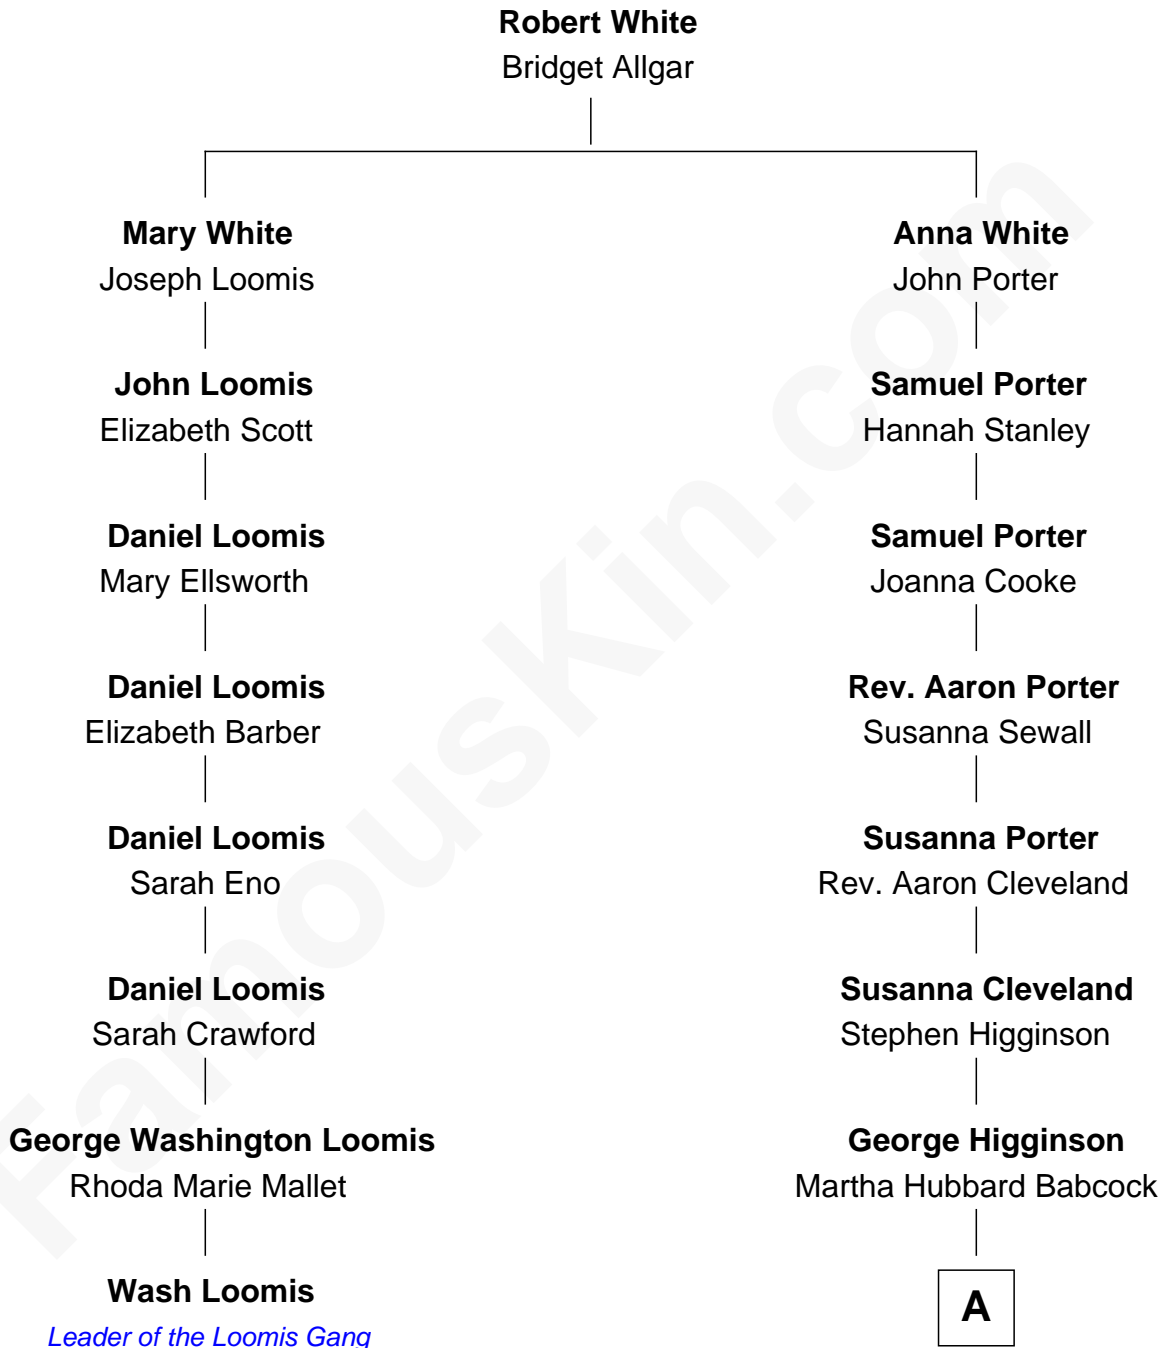 Robert White
Bridget Allgar
Mary White
Joseph Loomis
Anna White
John Porter
John Loomis
Elizabeth Scott
Samuel Porter
Hannah Stanley
Daniel Loomis
Mary Ellsworth
Samuel Porter
Joanna Cooke
Daniel Loomis
Elizabeth Barber
Rev. Aaron Porter
Susanna Sewall
Daniel Loomis
Sarah Eno
Susanna Porter
Rev. Aaron Cleveland
Daniel Loomis
Sarah Crawford
Susanna Cleveland
Stephen Higginson
George Washington Loomis
Rhoda Marie Mallet
George Higginson
Martha Hubbard Babcock
Wash Loomis
Leader of the Loomis Gang
A
FamousKin.com